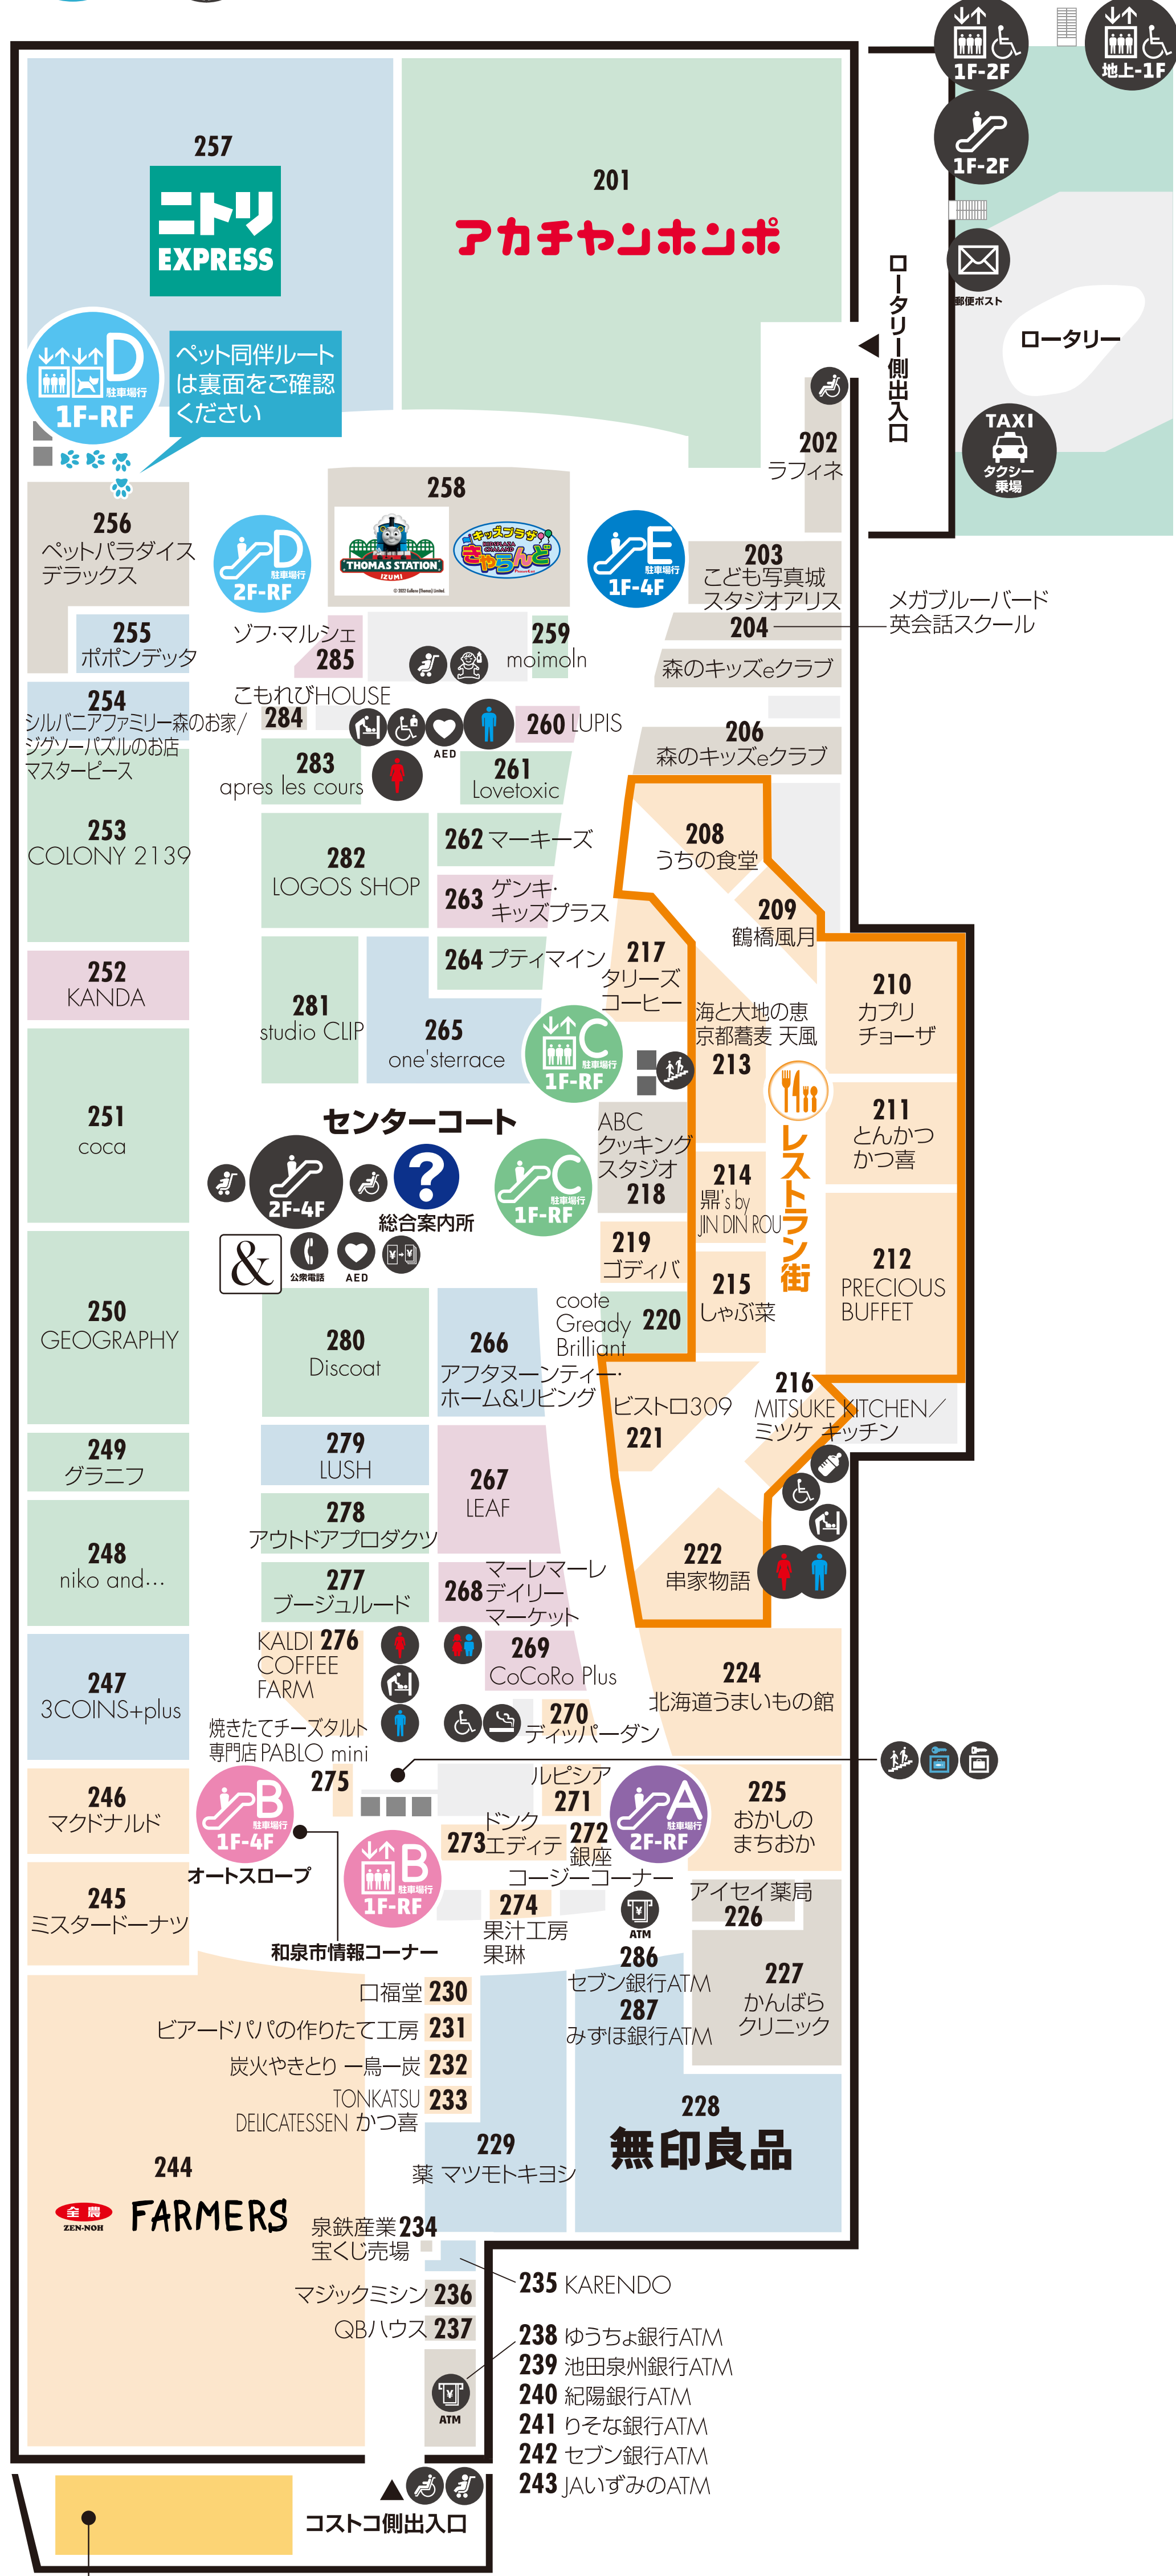 1F-2F
地上-1F
1F-2F
257
ニトリ
EXPRESS
201
アカチャンホンポ
郵便ポスト
ロータリー
ロータリー側出入口
TAXI
タクシー
乗場
D
駐車場行
1F-RF
ペット同伴ルート
は裏面をご確認
ください
202
ラフィネ
256
ペットパラダイス
デラックス
D
駐車場行
2F-RF
258
THOMAS STATION
IZUMI
キッズプラザ
きゃらんど
E
駐車場行
1F-4F
203
こども写真城
スタジオアリス
204
メガブルーバード
英会話スクール
森のキッズeクラブ
206
森のキッズeクラブ
255
ポポンデッタ
254
シルバニアファミリー森のお家/
ジグソーパズルのお店
マスターピース
ゾフ・マルシェ
285
259
moimoln
こもれびHOUSE
284
AED
260 LUPIS
283
apres les cours
261
Lovetoxic
253
COLONY 2139
282
LOGOS SHOP
262 マーキーズ
263 ゲンキ・
キッズプラス
264 プティマイン
208
うちの食堂
209
鶴橋風月
217
タリーズ
コーヒー
210
カプリ
チョーザ
252
KANDA
281
studio CLIP
265
one'sterrace
C
駐車場行
1F-RF
海と大地の恵
京都蕎麦 天風
213
211
とんかつ
かつ喜
251
coca
センターコート
2F-4F
?
総合案内所
C
駐車場行
1F-RF
ABC
クッキング
スタジオ
218
214
鼎's by
JIN DIN ROU
レストラン街
212
PRECIOUS
BUFFET
&
公衆電話
AED
219
ゴディバ
215
しゃぶ菜
250
GEOGRAPHY
280
Discoat
266
アフタヌーンティー・
ホーム&リビング
coote
Gready
Brilliant
220
ビストロ309
221
216
MITSUKE KITCHEN/
ミツケ キッチン
249
グラニフ
279
LUSH
267
LEAF
248
niko and...
278
アウトドアプロダクツ
277
ブージュルード
268
マーレマーレ
デイリー
マーケット
222
串家物語
247
3COINS+plus
KALDI 276
COFFEE
FARM
269
CoCoRo Plus
224
北海道うまいもの館
270
ディッパーダン
焼きたてチーズタルト
専門店 PABLO mini
275
246
マクドナルド
B
駐車場行
1F-4F
オートスロープ
ルピシア
271
A
駐車場行
2F-RF
225
おかしの
まちおか
273
ドンク
エディテ
272
銀座
コージーコーナー
B
駐車場行
1F-RF
245
ミスタードーナツ
和泉市情報コーナー
274
果汁工房
果琳
ATM
アイセイ薬局
226
286
セブン銀行ATM
287
みずほ銀行ATM
227
かんばら
クリニック
口福堂 230
ビアードパパの作りたて工房 231
炭火やきとり 一鳥一炭 232
TONKATSU 233
DELICATESSEN かつ喜
228
無印良品
229
薬 マツモトキヨシ
244
全農
ZEN-NOH
FARMERS
泉鉄産業 234
宝くじ売場
235 KARENDO
マジックミシン 236
QBハウス 237
ATM
238 ゆうちょ銀行ATM
239 池田泉州銀行ATM
240 紀陽銀行ATM
241 りそな銀行ATM
242 セブン銀行ATM
243 JAいずみのATM
コストコ側出入口